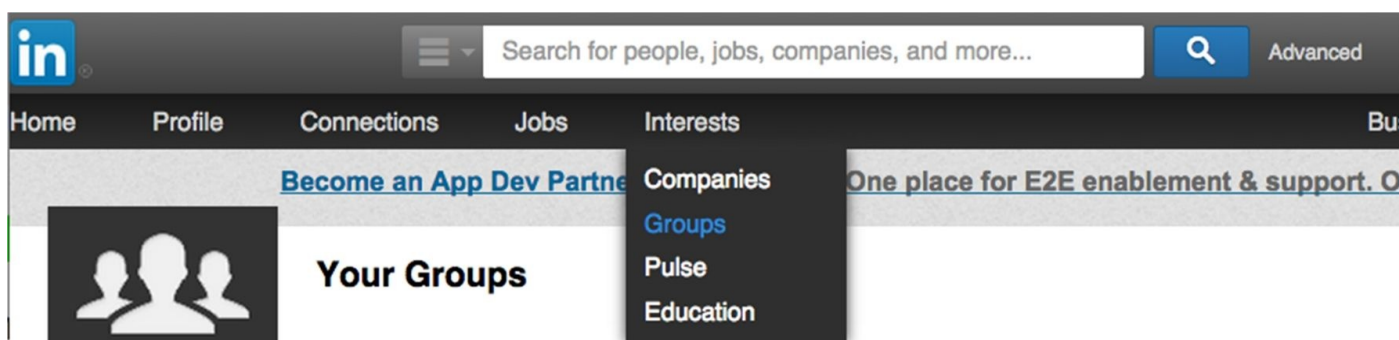 in ®
Search for people, jobs, companies, and more...
Advanced
Home Profile Connections Jobs Interests
Become an App Dev
One place for E2E enablement & support.
Companies
Groups
Pulse
Education
Your Groups